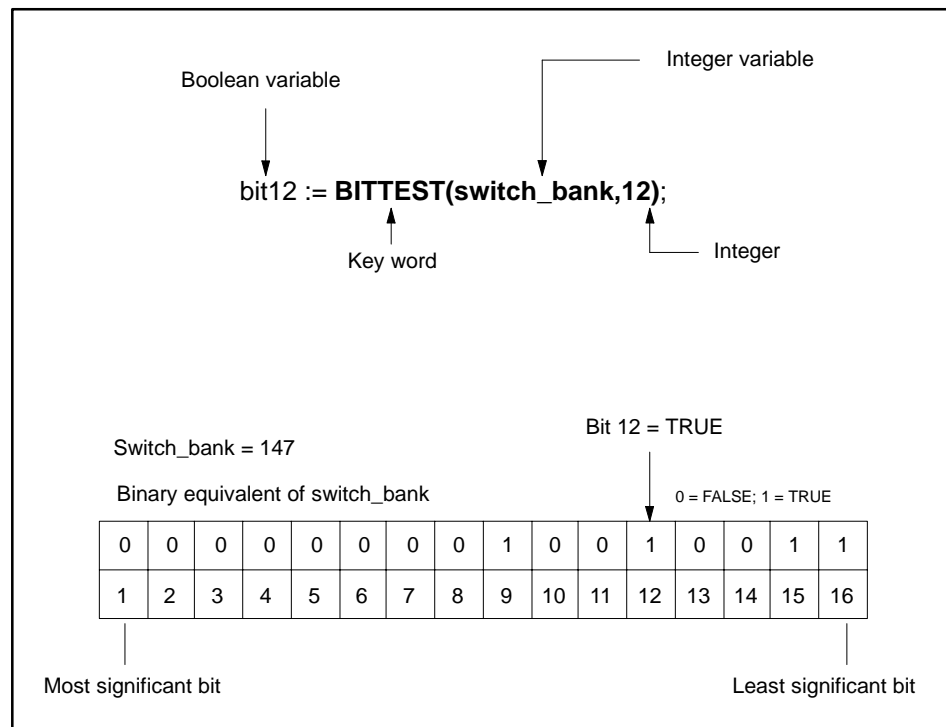 Integer variable
Boolean variable
bit12 := BITTEST(switch_bank,12);
Key word
Integer
Bit 12 = TRUE
Switch_bank = 147
Binary equivalent of switch_bank
0 = FALSE; 1 = TRUE
0 0 0 0 0 0 0 0 1 0 0 1 0 0 1 1
1 2 3 4 5 6 7 8 9 10 11 12 13 14 15 16
Most significant bit
Least significant bit